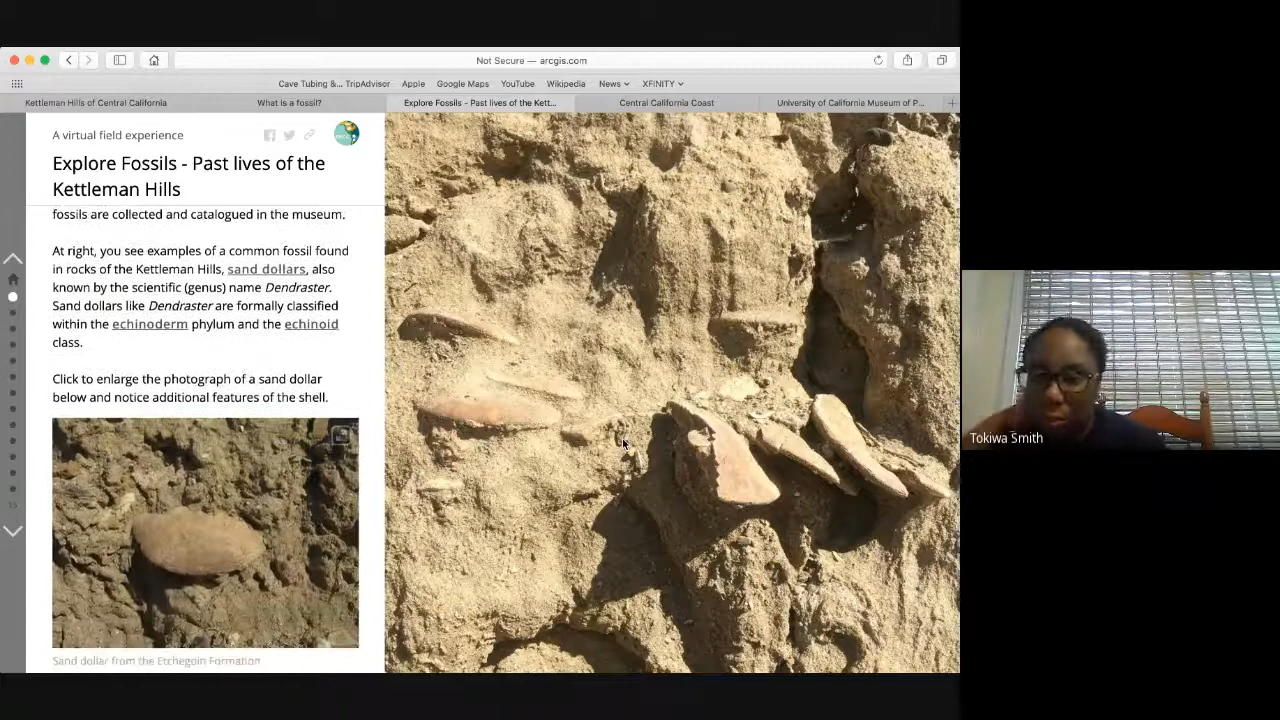 Not Secure — arcgis.com
Cave Tubing &... TripAdvisor Apple Google Maps YouTube Wikipedia News XFINITY
Kettleman Hills of Central California What is a fossil? Explore Fossils - Past lives of the Kett... Central California Coast University of California Museum of P...
A virtual field experience
Explore Fossils - Past lives of the
Kettleman Hills
fossils are collected and catalogued in the museum.
At right, you see examples of a common fossil found
in rocks of the Kettleman Hills, sand dollars, also
known by the scientific (genus) name Dendraster.
Sand dollars like Dendraster are formally classified
within the echinoderm phylum and the echinoid
class.
Click to enlarge the photograph of a sand dollar
below and notice additional features of the shell.
15
Sand dollar from the Etchegoin Formation
Tokiwa Smith